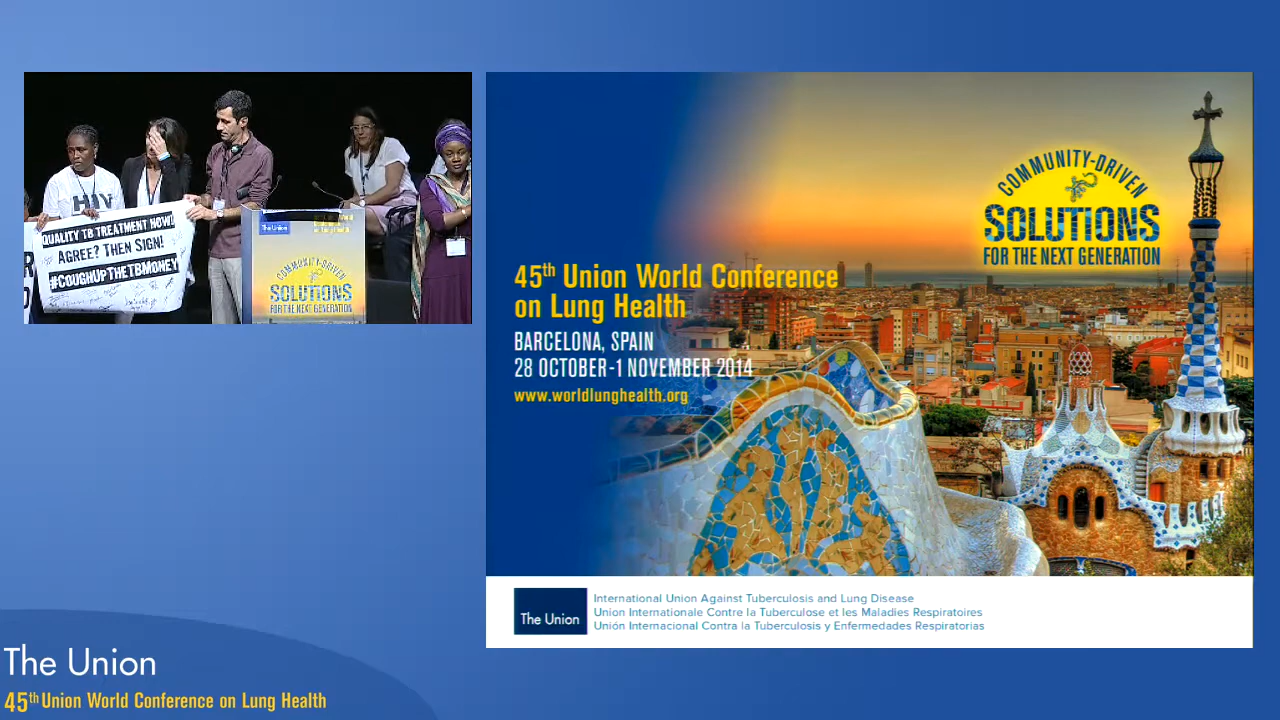 HIV
QUALITY TB TREATMENT NOW!
AGREE? THEN SIGN!
#COUGHUPTHETBMONEY
The Union
COMMUNITY-DRIVEN
SOLUTIONS
FOR THE NEXT GENERATION
COMMUNITY-DRIVEN
SOLUTIONS
FOR THE NEXT GENERATION
45th Union World Conference
on Lung Health
BARCELONA, SPAIN
28 OCTOBER-1 NOVEMBER 2014
www.worldlunghealth.org
The Union
International Union Against Tuberculosis and Lung Disease
Union Internationale Contre la Tuberculose et les Maladies Respiratoires
Unión Internacional Contra la Tuberculosis y Enfermedades Respiratorias
The Union
45th Union World Conference on Lung Health